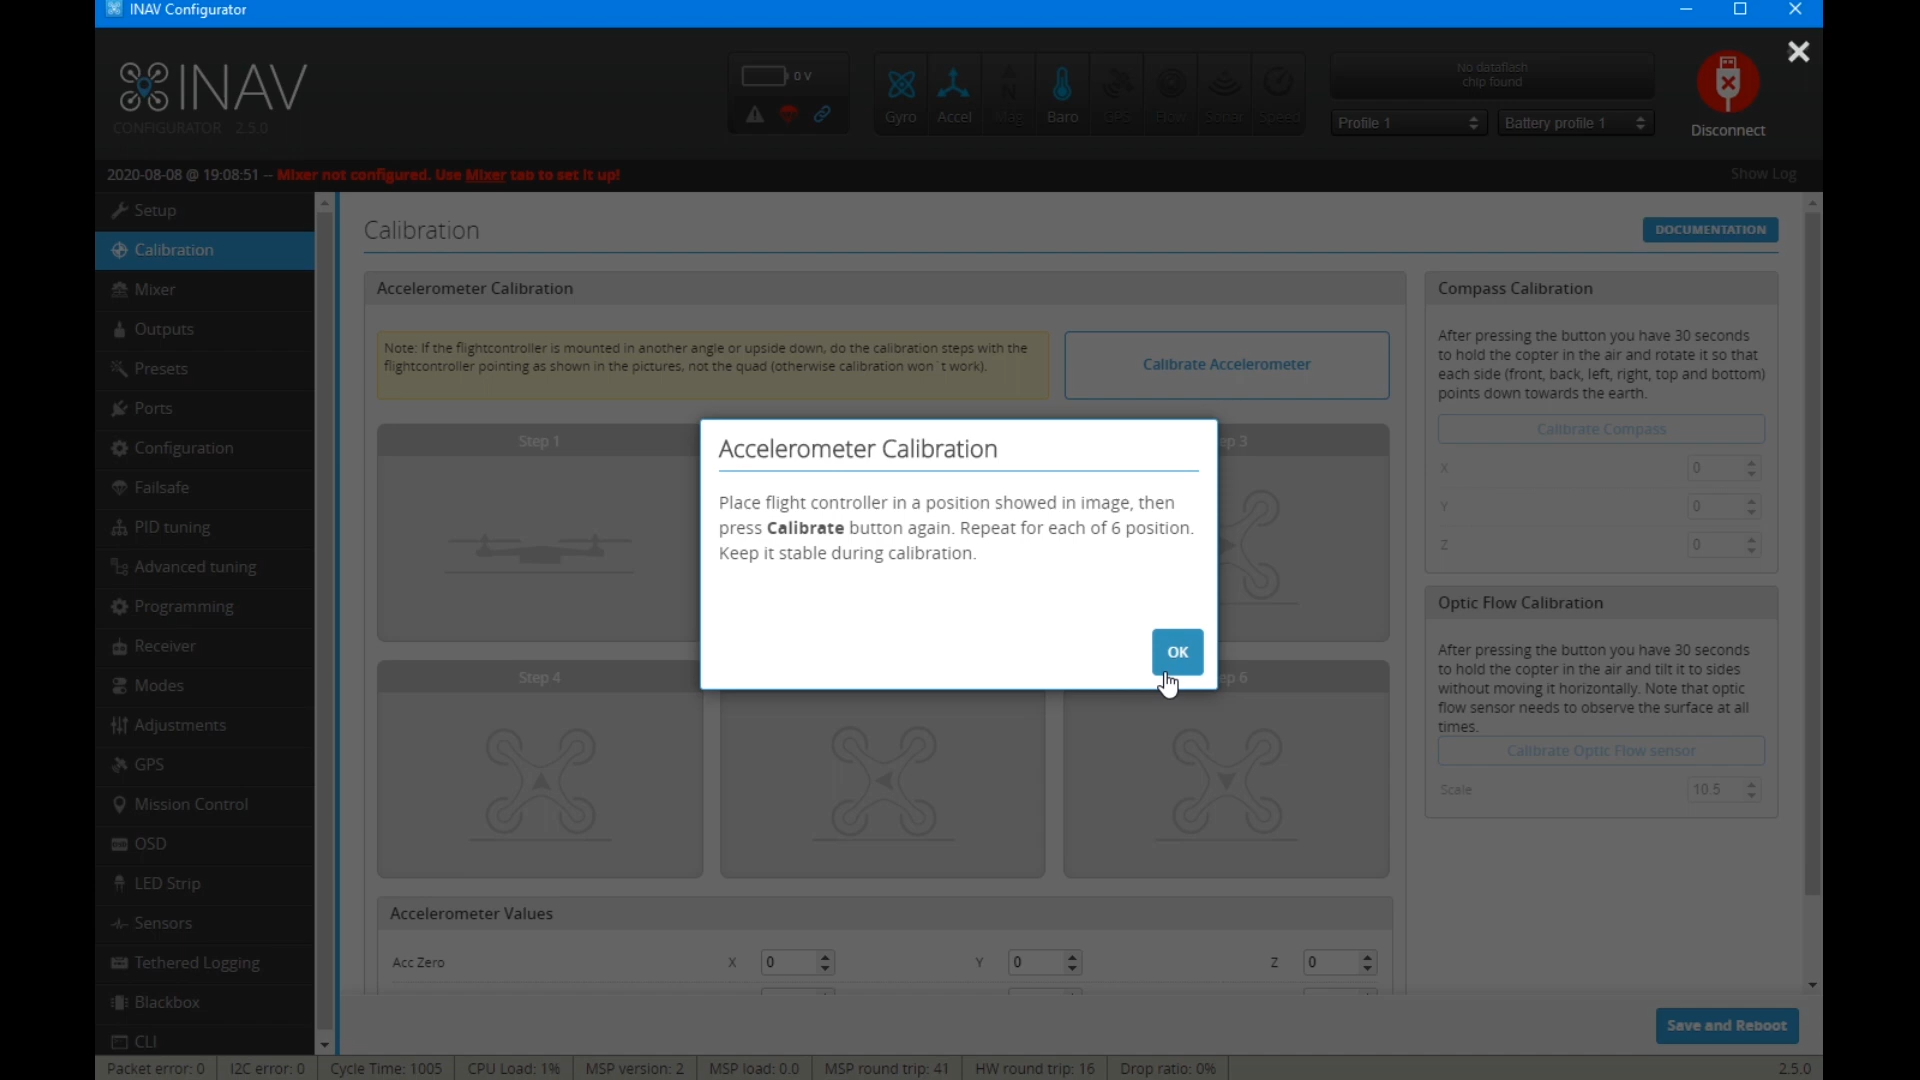 INAV Configurator
INAV
CONFIGURATOR 2.5.0
0 V
Gyro
Accel
Mag
Baro
GPS
Flow
Sonar
Speed
No dataflash
chip found
Profile 1
Battery profile 1
Disconnect
2020-08-08 @ 19:08:51 -- Mixer not configured. Use Mixer tab to set it up!
Show Log
Setup
Calibration
Mixer
Outputs
Presets
Ports
Configuration
Failsafe
PID tuning
Advanced tuning
Programming
Receiver
Modes
Adjustments
GPS
Mission Control
OSD
LED Strip
Sensors
Tethered Logging
Blackbox
CLI
Calibration
DOCUMENTATION
Accelerometer Calibration
Note: If the flightcontroller is mounted in another angle or upside down, do the calibration steps with the
flightcontroller pointing as shown in the pictures, not the quad (otherwise calibration won`t work).
Calibrate Accelerometer
Step 1
ep 3
Accelerometer Calibration
Place flight controller in a position showed in image, then
press Calibrate button again. Repeat for each of 6 position.
Keep it stable during calibration.
OK
Step 4
ep 6
Accelerometer Values
Acc Zero X 0 Y 0 Z 0
Compass Calibration
After pressing the button you have 30 seconds
to hold the copter in the air and rotate it so that
each side (front, back, left, right, top and bottom)
points down towards the earth.
Calibrate Compass
X 0
Y 0
Z 0
Optic Flow Calibration
After pressing the button you have 30 seconds
to hold the copter in the air and tilt it to sides
without moving it horizontally. Note that optic
flow sensor needs to observe the surface at all
times.
Calibrate Optic Flow sensor
Scale 10.5
Save and Reboot
Packet error: 0 I2C error: 0 Cycle Time: 1005 CPU Load: 1% MSP version: 2 MSP load: 0.0 MSP round trip: 41 HW round trip: 16 Drop ratio: 0% 2.5.0